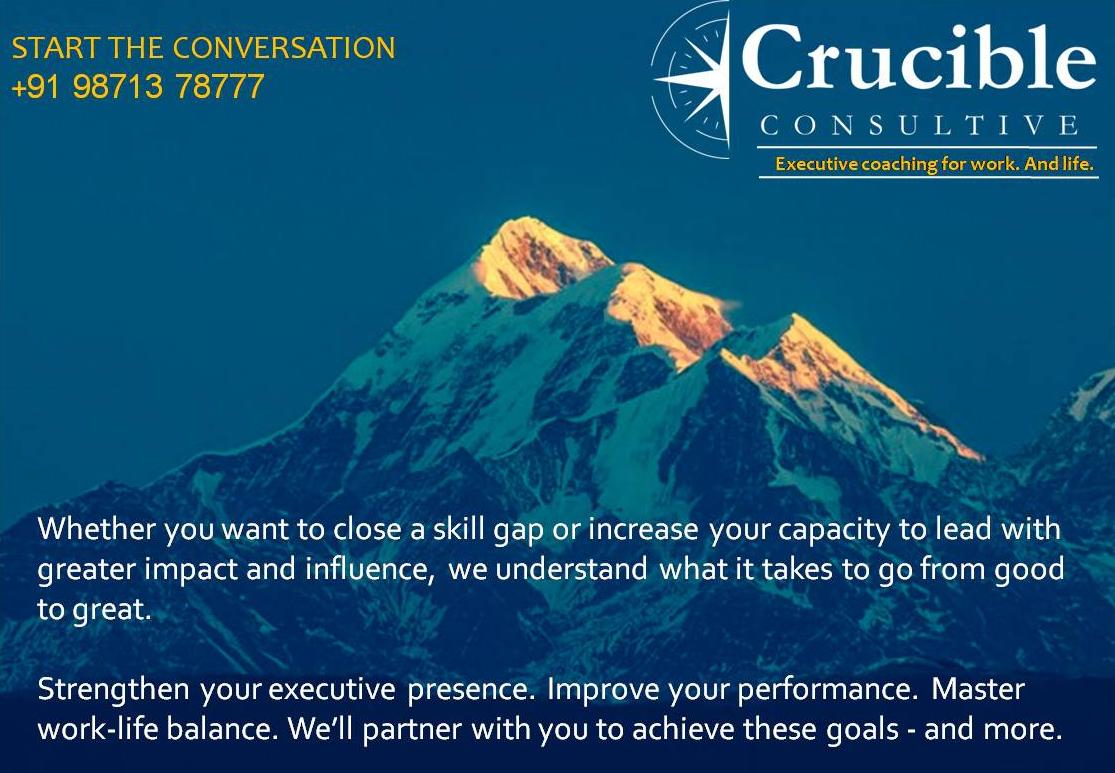 START THE CONVERSATION
+91 98713 78777
Crucible
CONSULTIVE
Executive coaching for work. And life.
Whether you want to close a skill gap or increase your capacity to lead with
greater impact and influence, we understand what it takes to go from good
to great.
Strengthen your executive presence. Improve your performance. Master
work-life balance. We'll partner with you to achieve these goals - and more.